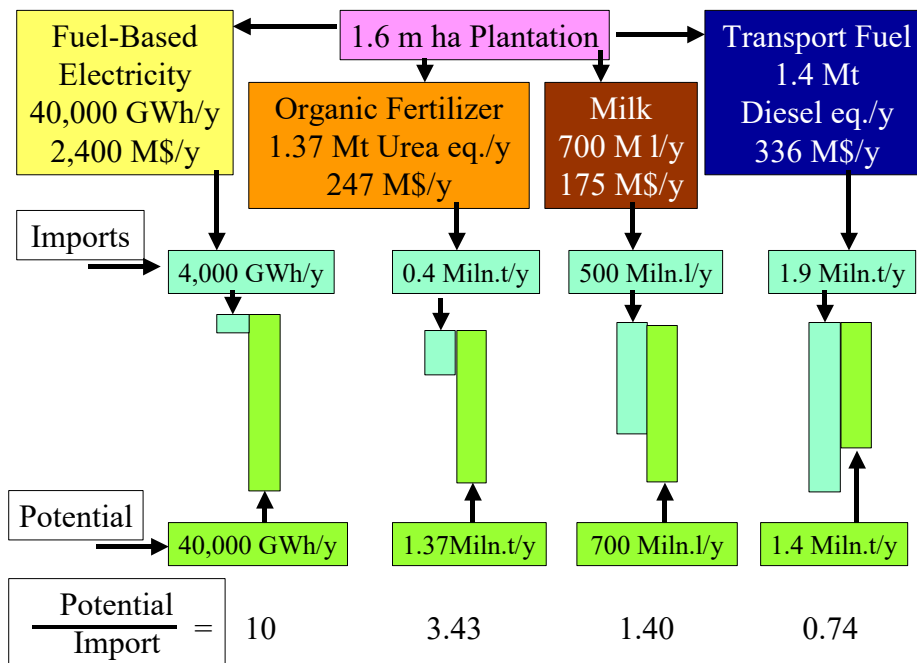 Fuel-Based
Electricity
40,000 GWh/y
2,400 M$/y
1.6 m ha Plantation
Organic Fertilizer
1.37 Mt Urea eq./y
247 M$/y
Milk
700 M l/y
175 M$/y
Transport Fuel
1.4 Mt
Diesel eq./y
336 M$/y
Imports
4,000 GWh/y
0.4 Miln.t/y
500 Miln.l/y
1.9 Miln.t/y
Potential
40,000 GWh/y
1.37Miln.t/y
700 Miln.l/y
1.4 Miln.t/y
Potential
Import
= 10 3.43 1.40 0.74